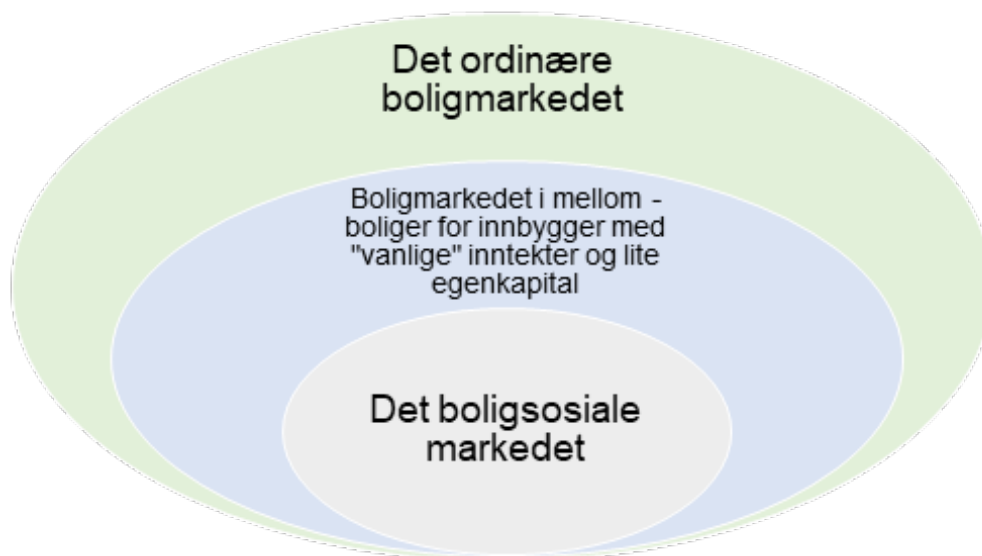 Det ordinære
boligmarkedet
Boligmarkedet i mellom -
boliger for innbygger med
"vanlige" inntekter og lite
egenkapital
Det boligsosiale
markedet